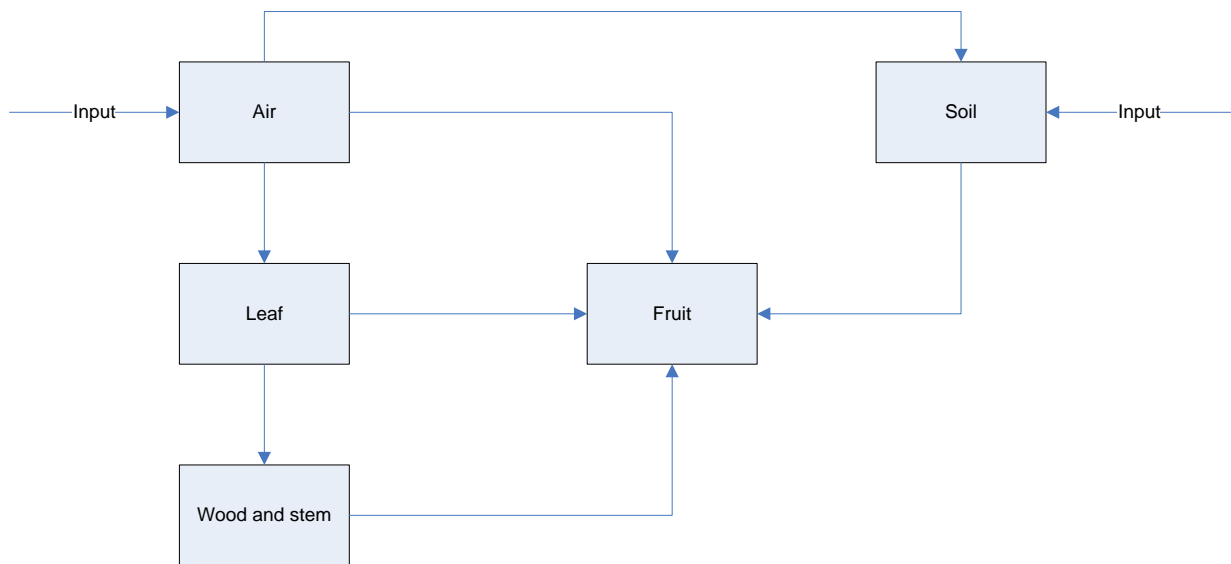 Input
Air
Soil
Input
Leaf
Fruit
Wood and stem